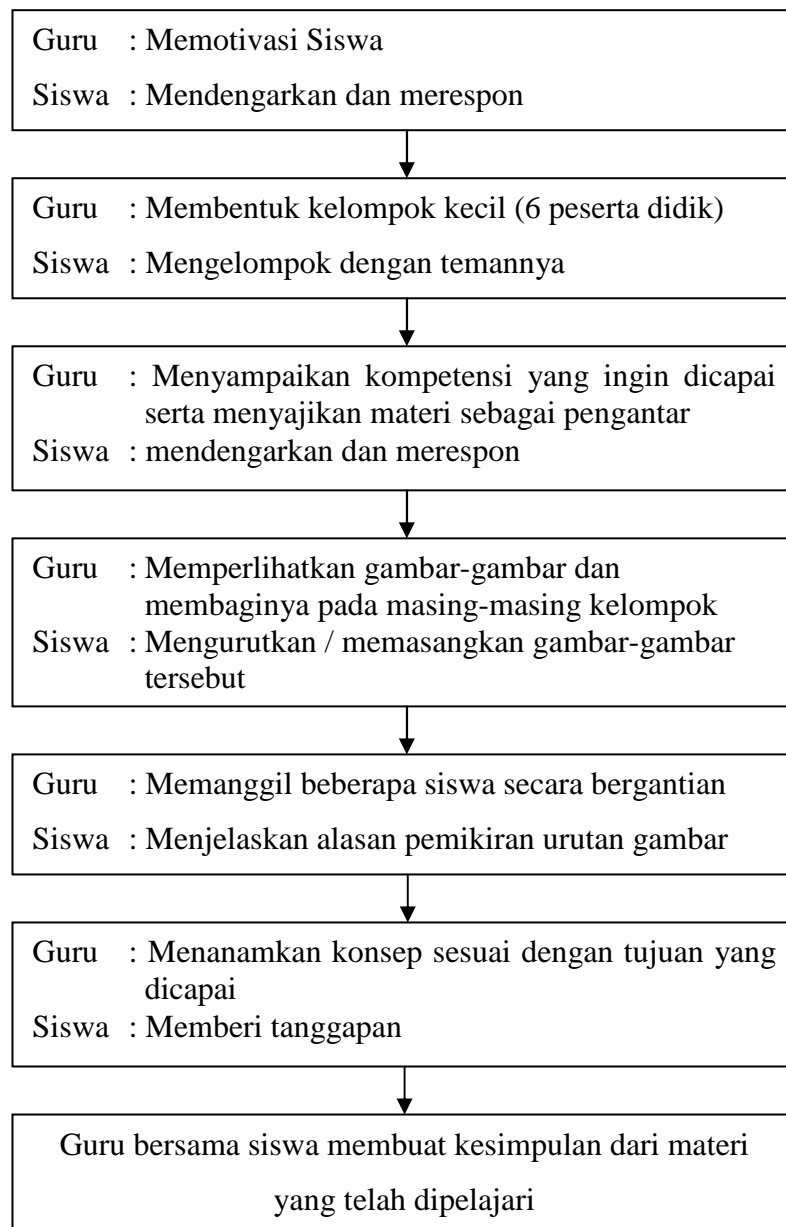 Guru : Memotivasi Siswa
Siswa : Mendengarkan dan merespon
Guru : Membentuk kelompok kecil (6 peserta didik)
Siswa : Mengelompok dengan temannya
Guru : Menyampaikan kompetensi yang ingin dicapai
serta menyajikan materi sebagai pengantar
Siswa : mendengarkan dan merespon
Guru : Memperlihatkan gambar-gambar dan
membaginya pada masing-masing kelompok
Siswa : Mengurutkan / memasangkan gambar-gambar
tersebut
Guru : Memanggil beberapa siswa secara bergantian
Siswa : Menjelaskan alasan pemikiran urutan gambar
Guru : Menanamkan konsep sesuai dengan tujuan yang
dicapai
Siswa : Memberi tanggapan
Guru bersama siswa membuat kesimpulan dari materi
yang telah dipelajari